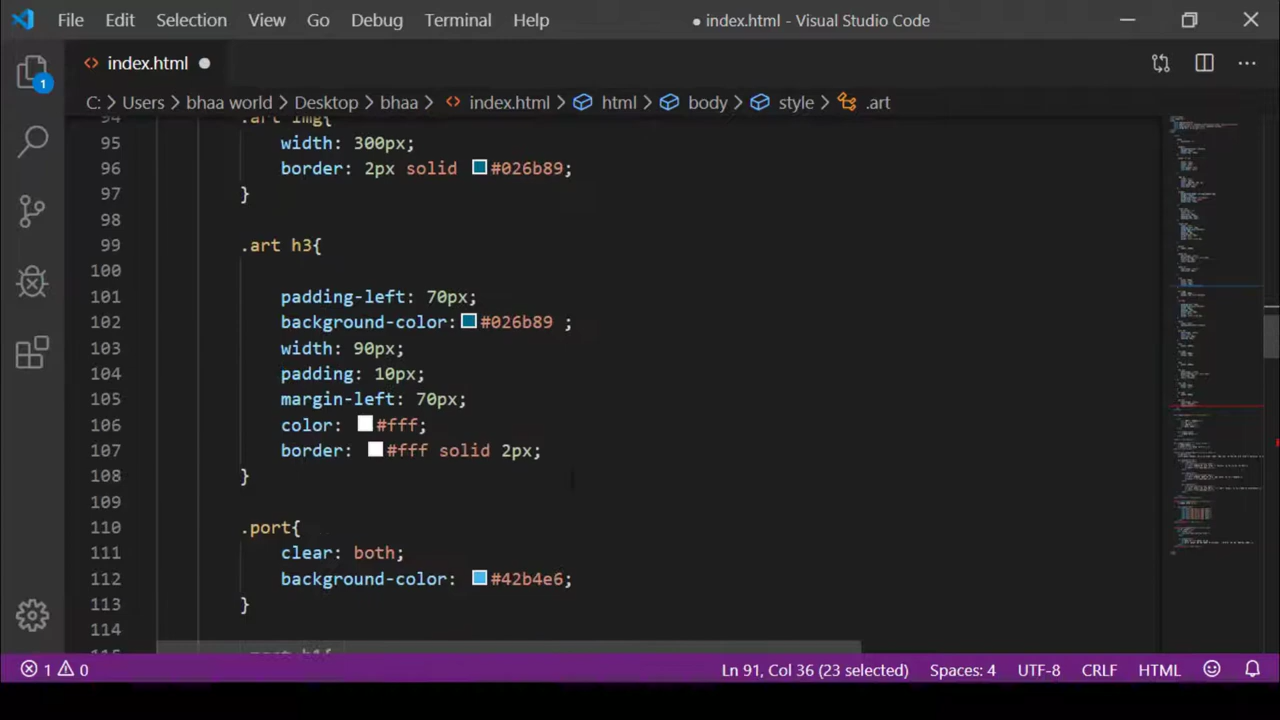 File Edit Selection View Go Debug Terminal Help ● index.html - Visual Studio Code
index.html
C: > Users > bhaa world > Desktop > bhaa > index.html > html > body > style > .art
94 .art img{
95 width: 300px;
96 border: 2px solid #026b89;
97 }
98
99 .art h3{
100
101 padding-left: 70px;
102 background-color:#026b89 ;
103 width: 90px;
104 padding: 10px;
105 margin-left: 70px;
106 color: #fff;
107 border: #fff solid 2px;
108 }
109
110 .port{
111 clear: both;
112 background-color: #42b4e6;
113 }
114
115 .port h1{
1
1 0 Ln 91, Col 36 (23 selected) Spaces: 4 UTF-8 CRLF HTML